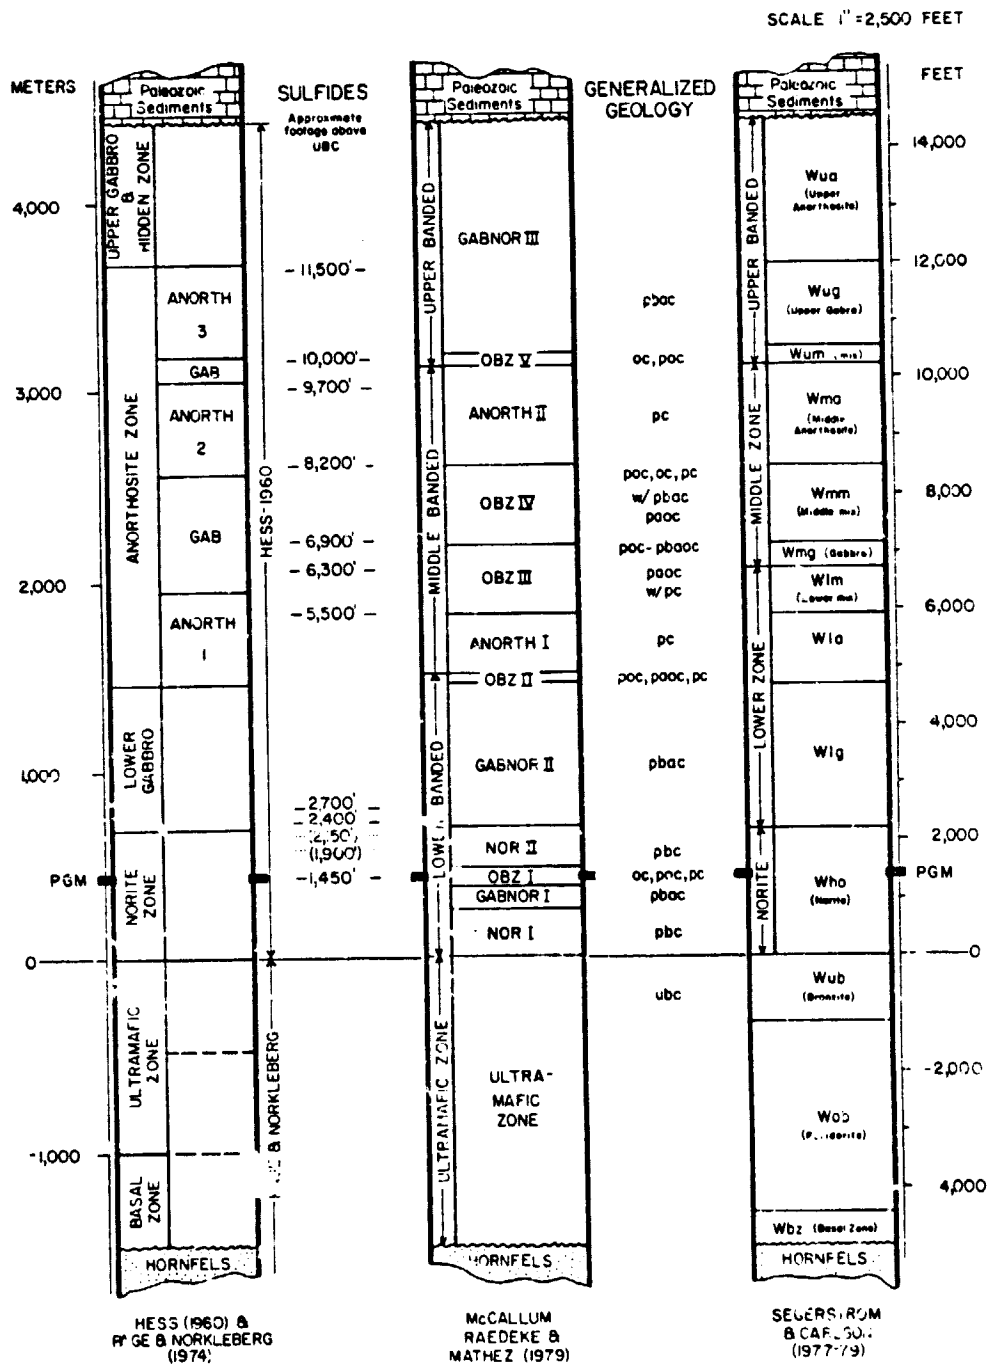 SCALE 1" = 2,500 FEET
METERS
Paleozoic
Sediments
UPPER GABBRO
&
HIDDEN ZONE
ANORTHOSITE ZONE
ANORTH
3
GAB
ANORTH
2
GAB
ANORTH
1
LOWER
GABBRO
NORITE
ZONE
ULTRAMAFIC
ZONE
BASAL
ZONE
HORNFELS
4,000
3,000
2,000
1,000
PGM
0
-1,000
HESS-1960
& NORKLEBERG
HESS (1960) &
& NORKLEBERG
(1974)
SULFIDES
Approximate
footage above
UBC
-11,500'-
-10,000'-
-9,700'-
-8,200'-
-6,900'-
-6,300'-
-5,500'-
-2,700'-
-2,400'-
(1,900')
-1,450'-
Paleozoic
Sediments
UPPER BANDED
MIDDLE BANDED
LOWER BANDED
ULTRAMAFIC ZONE
GABNOR III
OBZ V
ANORTH II
OBZ IV
OBZ III
ANORTH I
OBZ II
GABNOR II
NOR II
OBZ I
GABNOR I
NOR I
ULTRA-
MAFIC
ZONE
HORNFELS
McCALLUM
RAEDEKE &
MATHEZ (1979)
GENERALIZED
GEOLOGY
pbac
oc, poc
pc
poc, oc, pc
w/ pbac
paoc
poc-pbaoc
paoc
w/pc
pc
poc, paoc, pc
pbac
pbc
oc, poc, pc
pbac
pbc
ubc
Paleozoic
Sediments
UPPER BANDED
MIDDLE ZONE
LOWER ZONE
NORITE
Wua
(Upper
Anorthosite)
Wug
(Upper Gabbro)
Wum (mix)
Wma
(Middle
Anorthosite)
Wmm
(Middle mix)
Wmg (Gabbro)
Wlm
(Lower mix)
Wla
Wlg
Who
(Norite)
Wub
(Bronzite)
(Peridotite)
Wbz (Basal Zone)
HORNFELS
FEET
14,000
12,000
10,000
8,000
6,000
4,000
2,000
PGM
0
-2,000
4,000
SEGERSTROM
& CARLSON
(1977-79)